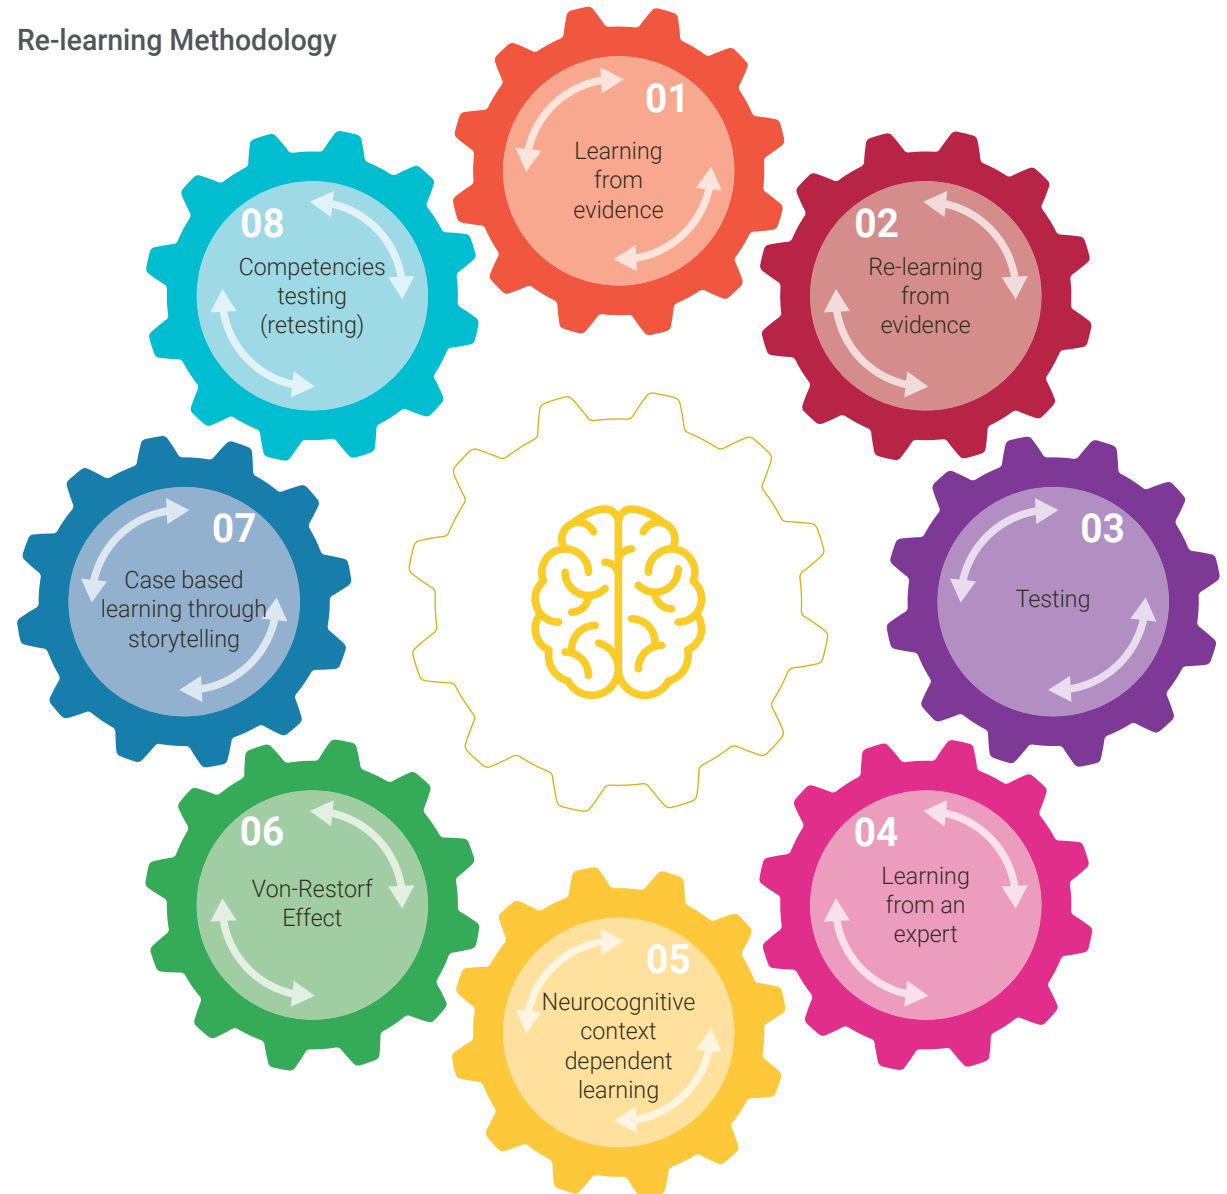 Re-learning Methodology
01
Learning
from
evidence
02
Re-learning
from
evidence
03
Testing
04
Learning
from an
expert
05
Neurocognitive
context
dependent
learning
06
Von-Restorf
Effect
07
Case based
learning through
storytelling
08
Competencies
testing
(retesting)